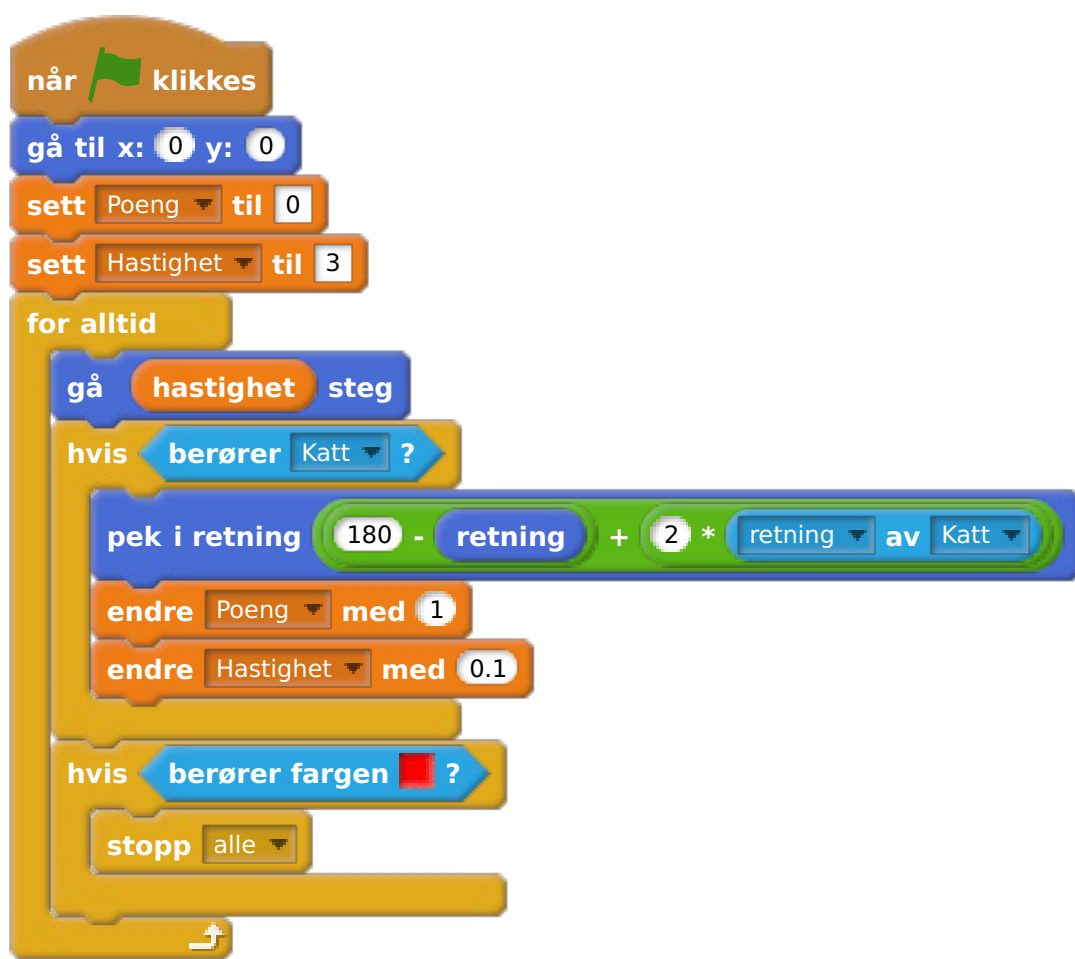 når klikkes
gå til x: 0 y: 0
sett Poeng til 0
sett Hastighet til 3
for alltid
gå hastighet steg
hvis berører Katt ?
pek i retning 180 - retning + 2 * retning av Katt
endre Poeng med 1
endre Hastighet med 0.1
hvis berører fargen ?
stopp alle